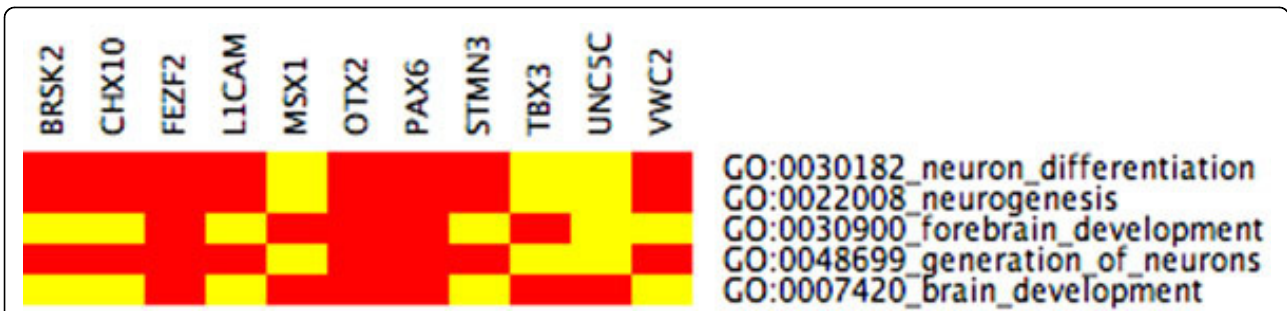 BRSK2
CHX10
FEZF2
L1CAM
MSX1
OTX2
PAX6
STMN3
TBX3
UNC5C
VWC2
GO:0030182_neuron_differentiation
GO:0022008_neurogenesis
GO:0030900_forebrain_development
GO:0048699_generation_of_neurons
GO:0007420_brain_development